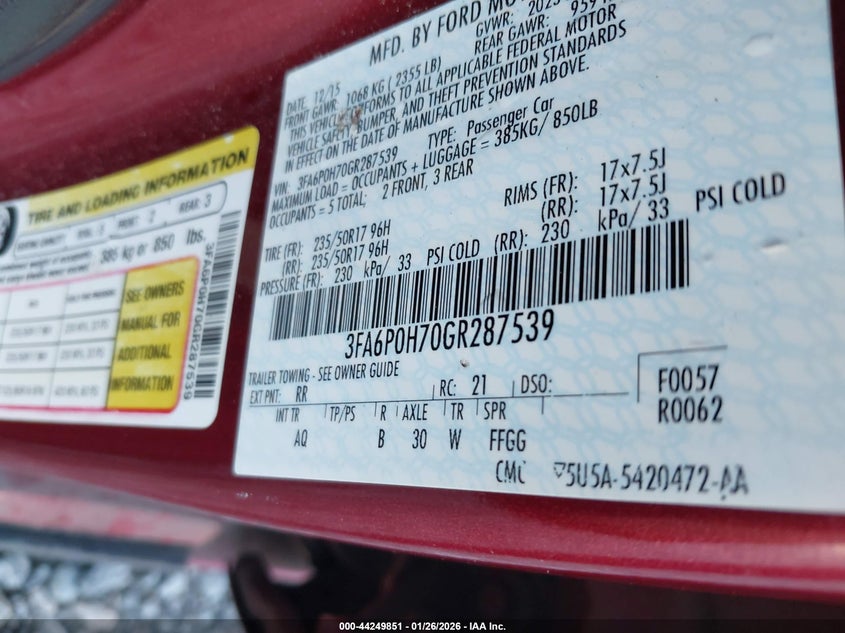 MFD. BY FORD MO
DATE: 12/15 GVWR: 
FRONT GAWR: 1068 KG ( 2355 LB) REAR GAWR: 
THIS VEHICLE CONFORMS TO ALL APPLICABLE FEDERAL MOTOR
VEHICLE SAFETY, BUMPER, AND THEFT PREVENTION STANDARDS
IN EFFECT ON THE DATE OF MANUFACTURE SHOWN ABOVE.
VIN: 3FA6P0H70GR287539 TYPE: Passenger Car
MAXIMUM LOAD = OCCUPANTS + LUGGAGE = 385KG/ 850LB
OCCUPANTS = 5 TOTAL; 2 FRONT, 3 REAR
TIRE (FR): 235/50R17 96H RIMS (FR): 17x7.5J
(RR): 235/50R17 96H (RR): 17x7.5J
PRESSURE (FR): 230 kPa/ 33 PSI COLD (RR): 230 kPa/ 33 PSI COLD
3FA6P0H70GR287539
TRAILER TOWING - SEE OWNER GUIDE
EXT PNT: RR RC: 21 DSO: F0057
INT TR TP/PS R AXLE TR SPR R0062
AQ B 30 W FFGG
5U5A-5420472-AA
TIRE AND LOADING INFORMATION
SEATING CAPACITY FRONT : 2 REAR: 3
385 kg or 850 lbs.
SEE OWNERS
MANUAL FOR
ADDITIONAL
INFORMATION
3FA6P0H70GR287539
000-44249851 | 01/26/2026 - IAA Inc.